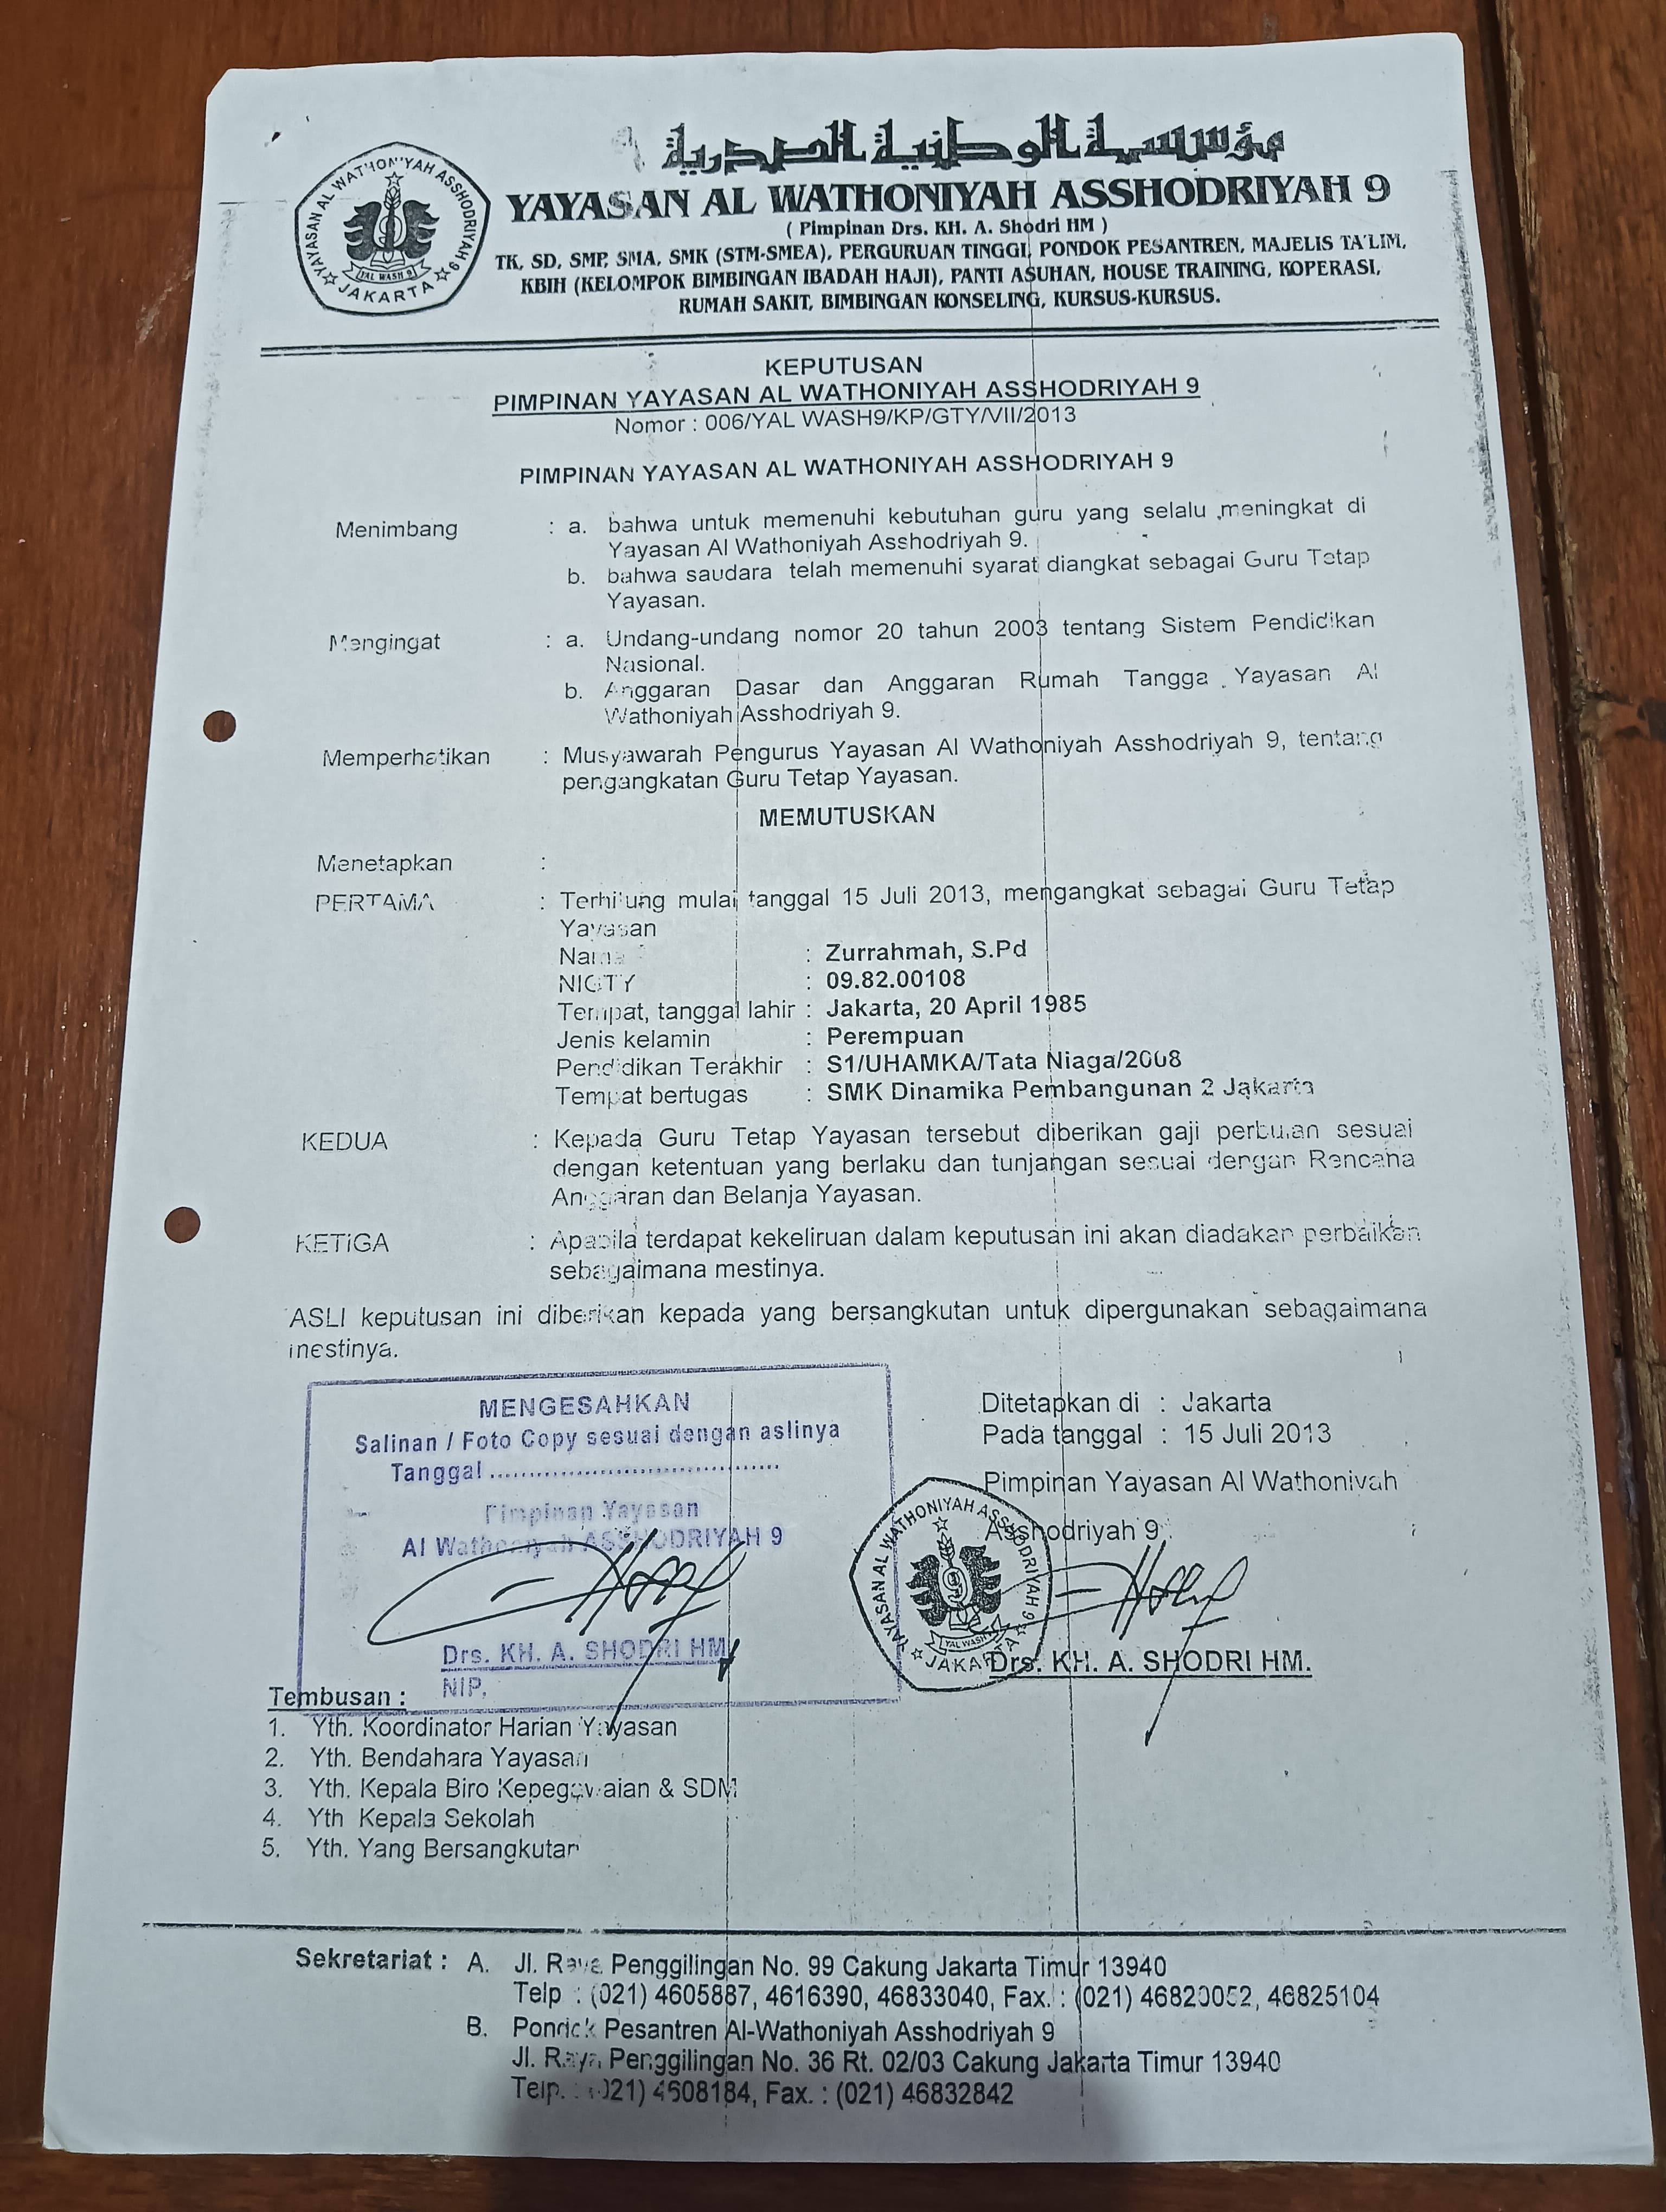 مؤسسة الوطنية الصدرية
YAYASAN AL WATHONIYAH ASSHODRIYAH 9
( Pimpinan Drs. KH. A. Shodri HM )
TK, SD, SMP, SMA, SMK (STM-SMEA), PERGURUAN TINGGI, PONDOK PESANTREN, MAJELIS TA'LIM,
KBIH (KELOMPOK BIMBINGAN IBADAH HAJI), PANTI ASUHAN, HOUSE TRAINING, KOPERASI,
RUMAH SAKIT, BIMBINGAN KONSELING, KURSUS-KURSUS.
YAYASAN AL WATHONIYAH ASSHODRIYAH 9
YAL WASH 9
JAKARTA
KEPUTUSAN
PIMPINAN YAYASAN AL WATHONIYAH ASSHODRIYAH 9
Nomor : 006/YAL WASH9/KP/GTY/VII/2013
PIMPINAN YAYASAN AL WATHONIYAH ASSHODRIYAH 9
Menimbang : a. bahwa untuk memenuhi kebutuhan guru yang selalu meningkat di
Yayasan Al Wathoniyah Asshodriyah 9.
b. bahwa saudara telah memenuhi syarat diangkat sebagai Guru Tetap
Yayasan.
Mengingat : a. Undang-undang nomor 20 tahun 2003 tentang Sistem Pendidikan
Nasional.
b. Anggaran Dasar dan Anggaran Rumah Tangga Yayasan Al
Wathoniyah Asshodriyah 9.
Memperhatikan : Musyawarah Pengurus Yayasan Al Wathoniyah Asshodriyah 9, tentang
pengangkatan Guru Tetap Yayasan.
MEMUTUSKAN
Menetapkan :
PERTAMA : Terhitung mulai tanggal 15 Juli 2013, mengangkat sebagai Guru Tetap
Yayasan
Nama : Zurrahmah, S.Pd
NIGTY : 09.82.00108
Tempat, tanggal lahir : Jakarta, 20 April 1985
Jenis kelamin : Perempuan
Pendidikan Terakhir : S1/UHAMKA/Tata Niaga/2008
Tempat bertugas : SMK Dinamika Pembangunan 2 Jakarta
KEDUA : Kepada Guru Tetap Yayasan tersebut diberikan gaji perbulan sesuai
dengan ketentuan yang berlaku dan tunjangan sesuai dengan Rencana
Anggaran dan Belanja Yayasan.
KETIGA : Apabila terdapat kekeliruan dalam keputusan ini akan diadakan perbaikan
sebagaimana mestinya.
ASLI keputusan ini diberikan kepada yang bersangkutan untuk dipergunakan sebagaimana
mestinya.
MENGESAHKAN
Salinan / Foto Copy sesuai dengan aslinya
Tanggal ..........................................
Pimpinan Yayasan
Al Wathoniyah ASSHODRIYAH 9
Drs. KH. A. SHODRI HM
NIP.
Ditetapkan di : Jakarta
Pada tanggal : 15 Juli 2013
Pimpinan Yayasan Al Wathoniyah
Asshodriyah 9
YAYASAN AL WATHONIYAH ASSHODRIYAH 9
YAL WASH
JAKARTA
Drs. KH. A. SHODRI HM.
Tembusan :
1. Yth. Koordinator Harian Yayasan
2. Yth. Bendahara Yayasan
3. Yth. Kepala Biro Kepegawaian & SDM
4. Yth Kepala Sekolah
5. Yth. Yang Bersangkutan
Sekretariat : A. Jl. Raya Penggilingan No. 99 Cakung Jakarta Timur 13940
Telp : (021) 4605887, 4616390, 46833040, Fax. : (021) 46820052, 46825104
B. Pondok Pesantren Al-Wathoniyah Asshodriyah 9
Jl. Raya Penggilingan No. 36 Rt. 02/03 Cakung Jakarta Timur 13940
Telp. : (021) 4608184, Fax. : (021) 46832842